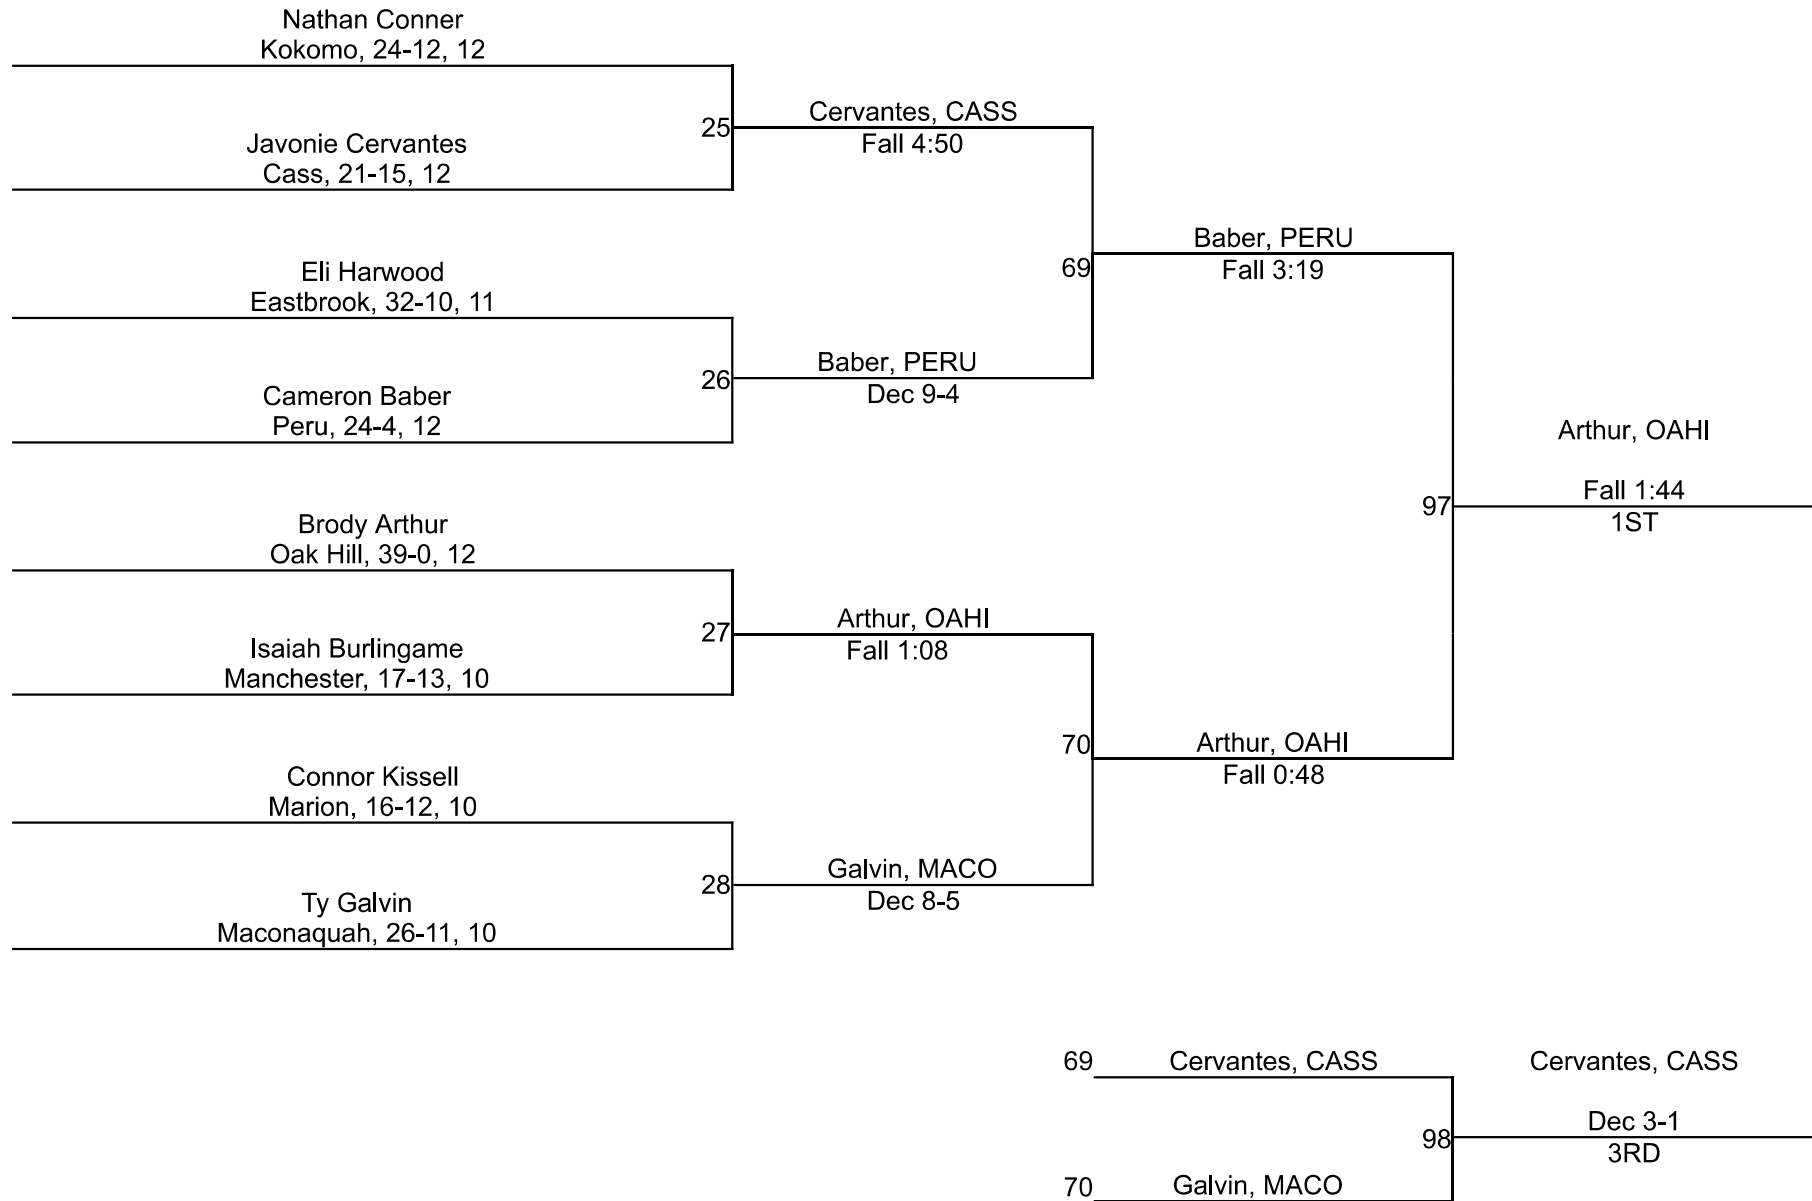 Nathan Conner
Kokomo, 24-12, 12
25
Cervantes, CASS
Fall 4:50
Javonie Cervantes
Cass, 21-15, 12
69
Baber, PERU
Fall 3:19
Eli Harwood
Eastbrook, 32-10, 11
26
Baber, PERU
Dec 9-4
Cameron Baber
Peru, 24-4, 12
97
Arthur, OAHI
Fall 1:44
1ST
Brody Arthur
Oak Hill, 39-0, 12
27
Arthur, OAHI
Fall 1:08
Isaiah Burlingame
Manchester, 17-13, 10
70
Arthur, OAHI
Fall 0:48
Connor Kissell
Marion, 16-12, 10
28
Galvin, MACO
Dec 8-5
Ty Galvin
Maconaquah, 26-11, 10
69
Cervantes, CASS
Cervantes, CASS
98
Dec 3-1
3RD
70
Galvin, MACO